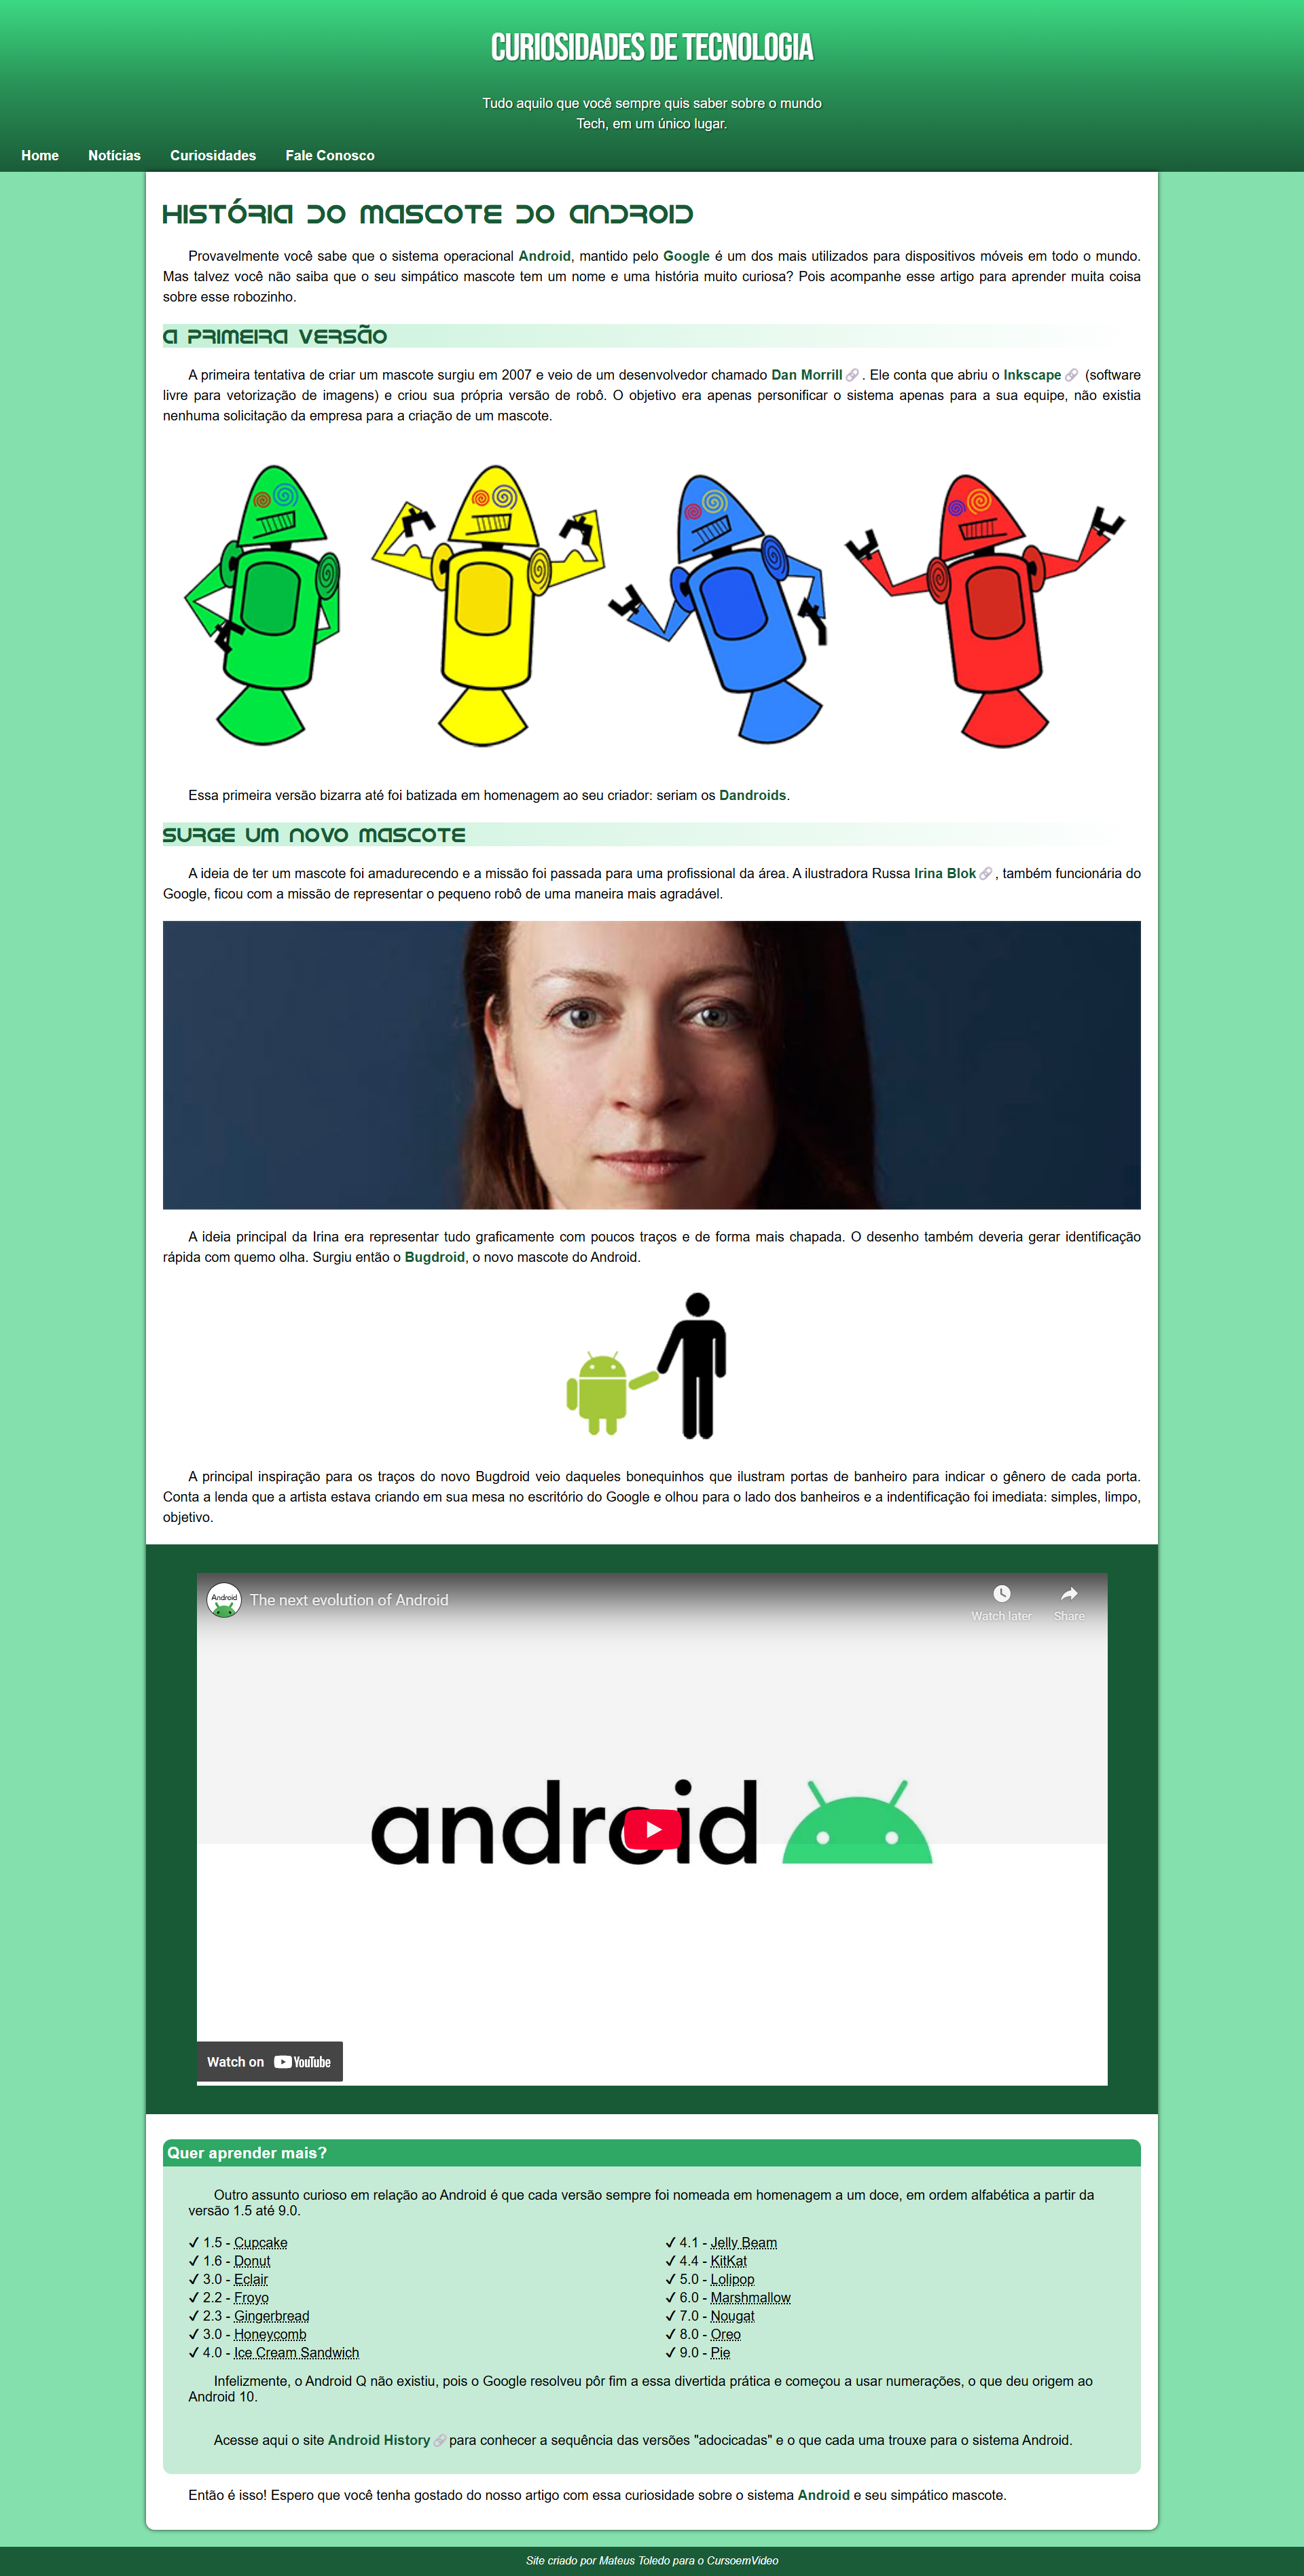 CURIOSIDADES DE TECNOLOGIA
Tudo aquilo que você sempre quis saber sobre o mundo
Tech, em um único lugar.
Home Notícias Curiosidades Fale Conosco
HISTÓRIA DO MASCOTE DO ANDROID
Provavelmente você sabe que o sistema operacional Android, mantido pelo Google é um dos mais utilizados para dispositivos móveis em todo o mundo.
Mas talvez você não saiba que o seu simpático mascote tem um nome e uma história muito curiosa? Pois acompanhe esse artigo para aprender muita coisa
sobre esse robozinho.
A PRIMEIRA VERSÃO
A primeira tentativa de criar um mascote surgiu em 2007 e veio de um desenvolvedor chamado Dan Morrill 🔗. Ele conta que abriu o Inkscape 🔗 (software
livre para vetorização de imagens) e criou sua própria versão de robô. O objetivo era apenas personificar o sistema apenas para a sua equipe, não existia
nenhuma solicitação da empresa para a criação de um mascote.
Essa primeira versão bizarra até foi batizada em homenagem ao seu criador: seriam os Dandroids.
SURGE UM NOVO MASCOTE
A ideia de ter um mascote foi amadurecendo e a missão foi passada para uma profissional da área. A ilustradora Russa Irina Blok 🔗, também funcionária do
Google, ficou com a missão de representar o pequeno robô de uma maneira mais agradável.
A ideia principal da Irina era representar tudo graficamente com poucos traços e de forma mais chapada. O desenho também deveria gerar identificação
rápida com quemo olha. Surgiu então o Bugdroid, o novo mascote do Android.
A principal inspiração para os traços do novo Bugdroid veio daqueles bonequinhos que ilustram portas de banheiro para indicar o gênero de cada porta.
Conta a lenda que a artista estava criando em sua mesa no escritório do Google e olhou para o lado dos banheiros e a indentificação foi imediata: simples, limpo,
objetivo.
Android
The next evolution of Android
Watch later Share
android
Watch on YouTube
Quer aprender mais?
Outro assunto curioso em relação ao Android é que cada versão sempre foi nomeada em homenagem a um doce, em ordem alfabética a partir da
versão 1.5 até 9.0.
✓ 1.5 - Cupcake
✓ 1.6 - Donut
✓ 3.0 - Eclair
✓ 2.2 - Froyo
✓ 2.3 - Gingerbread
✓ 3.0 - Honeycomb
✓ 4.0 - Ice Cream Sandwich
✓ 4.1 - Jelly Beam
✓ 4.4 - KitKat
✓ 5.0 - Lolipop
✓ 6.0 - Marshmallow
✓ 7.0 - Nougat
✓ 8.0 - Oreo
✓ 9.0 - Pie
Infelizmente, o Android Q não existiu, pois o Google resolveu pôr fim a essa divertida prática e começou a usar numerações, o que deu origem ao
Android 10.
Acesse aqui o site Android History 🔗 para conhecer a sequência das versões "adocicadas" e o que cada uma trouxe para o sistema Android.
Então é isso! Espero que você tenha gostado do nosso artigo com essa curiosidade sobre o sistema Android e seu simpático mascote.
Site criado por Mateus Toledo para o CursoemVideo